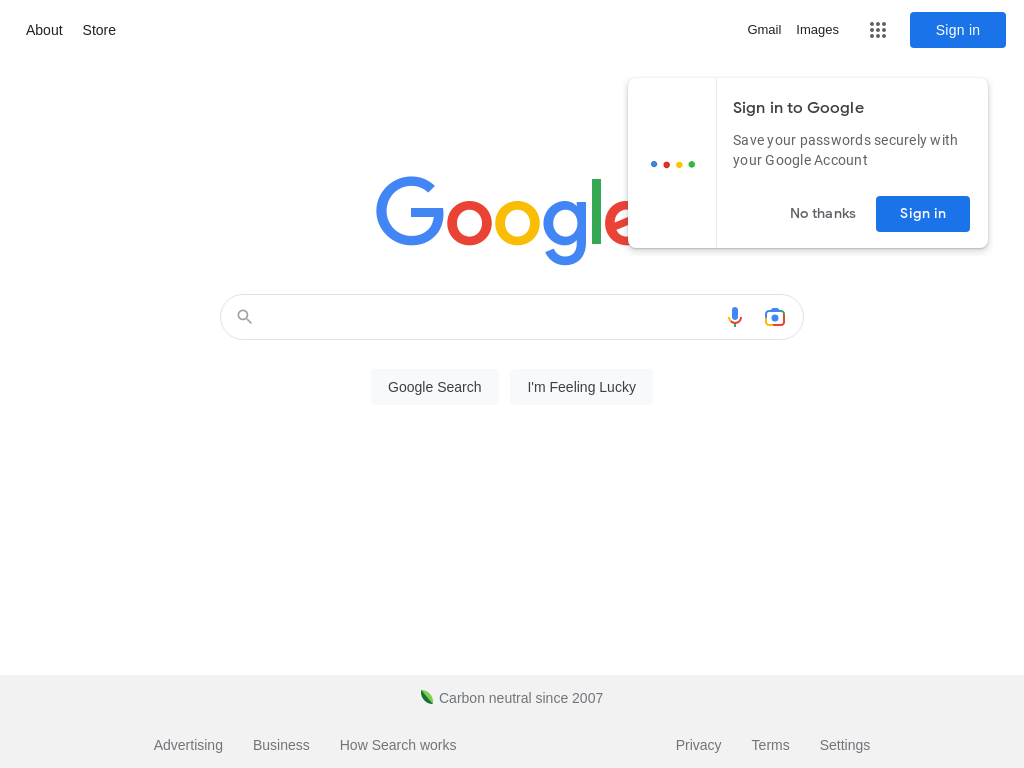 About Store
Gmail Images Sign in
Sign in to Google
Save your passwords securely with
your Google Account
No thanks Sign in
Google
Google Search I'm Feeling Lucky
Carbon neutral since 2007
Advertising Business How Search works
Privacy Terms Settings